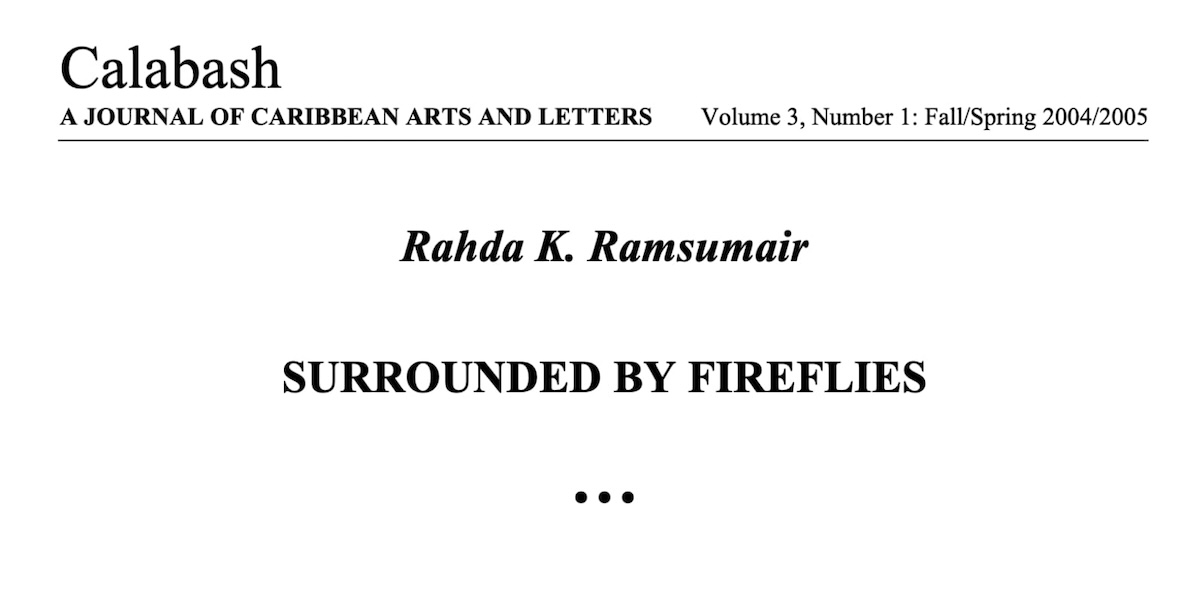 Calabash
A JOURNAL OF CARIBBEAN ARTS AND LETTERS Volume 3, Number 1: Fall/Spring 2004/2005
Rahda K. Ramsumair
SURROUNDED BY FIREFLIES
•••